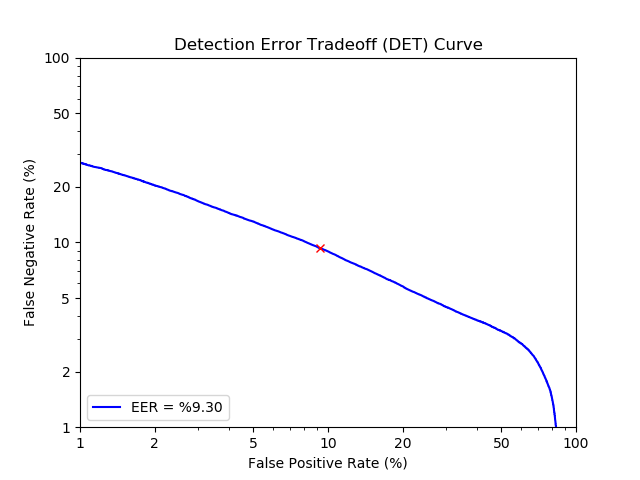 Detection Error Tradeoff (DET) Curve
100
50
20
10
5
2
1
False Negative Rate (%)
EER = %9.30
1 2 5 10 20 50 100
False Positive Rate (%)